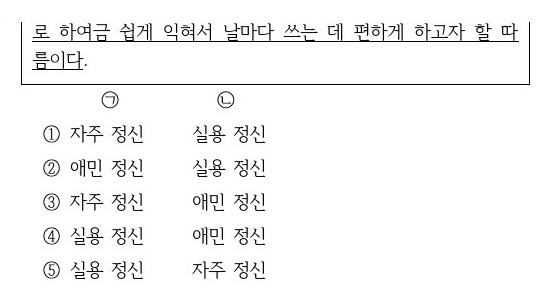 로 하여금 쉽게 익혀서 날마다 쓰는 데 편하게 하고자 할 따
름이다.
㉠ ㉡
① 자주 정신 실용 정신
② 애민 정신 실용 정신
③ 자주 정신 애민 정신
④ 실용 정신 애민 정신
⑤ 실용 정신 자주 정신